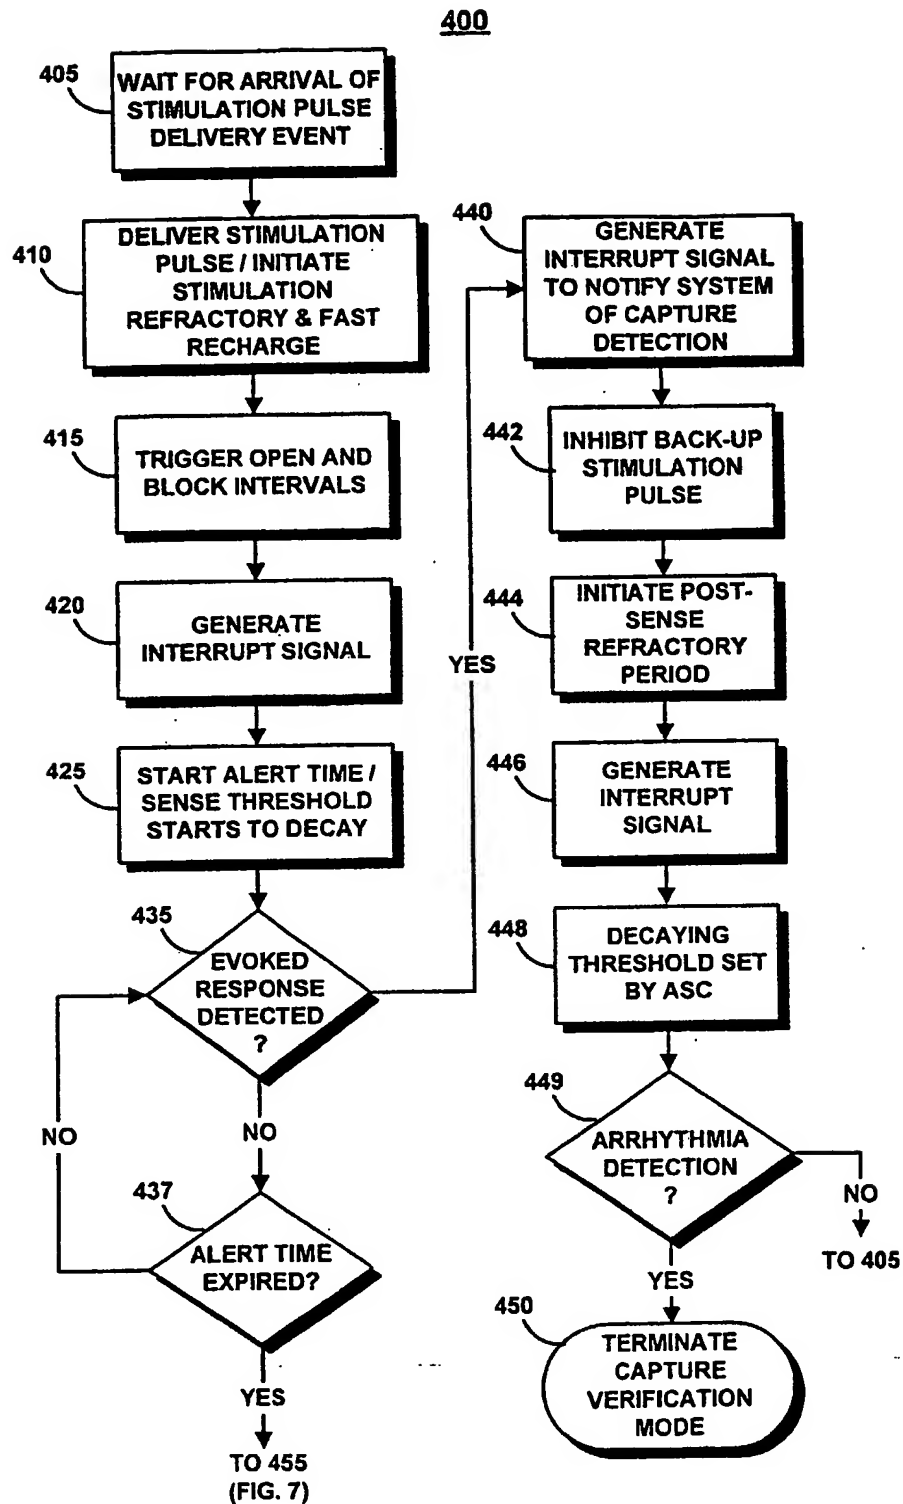 400
405
WAIT FOR ARRIVAL OF
STIMULATION PULSE
DELIVERY EVENT
410
DELIVER STIMULATION
PULSE / INITIATE
STIMULATION
REFRACTORY & FAST
RECHARGE
415
TRIGGER OPEN AND
BLOCK INTERVALS
420
GENERATE
INTERRUPT SIGNAL
425
START ALERT TIME /
SENSE THRESHOLD
STARTS TO DECAY
435
EVOKED
RESPONSE
DETECTED
?
YES
NO
NO
437
ALERT TIME
EXPIRED?
YES
TO 455
(FIG. 7)
440
GENERATE
INTERRUPT SIGNAL
TO NOTIFY SYSTEM
OF CAPTURE
DETECTION
442
INHIBIT BACK-UP
STIMULATION
PULSE
444
INITIATE POST-
SENSE
REFRACTORY
PERIOD
446
GENERATE
INTERRUPT
SIGNAL
448
DECAYING
THRESHOLD SET
BY ASC
449
ARRHYTHMIA
DETECTION
?
NO
TO 405
YES
450
TERMINATE
CAPTURE
VERIFICATION
MODE